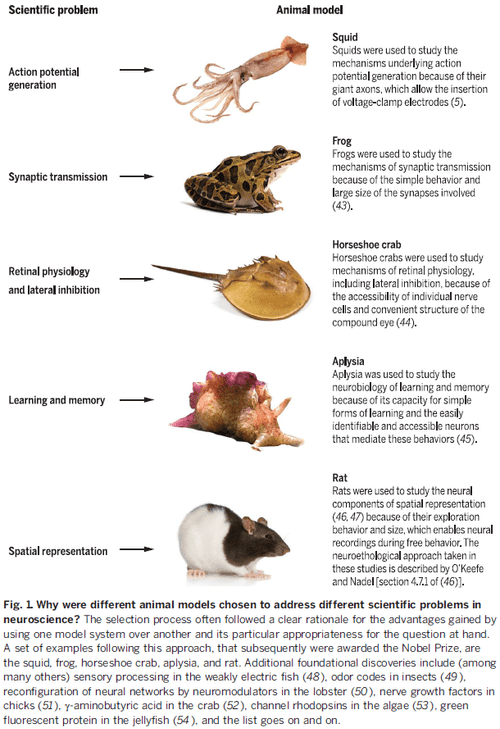 Scientific problem
Animal model
Action potential
generation
Squid
Squids were used to study the
mechanisms underlying action
potential generation because of their
giant axons, which allow the insertion
of voltage-clamp electrodes (5).
Synaptic transmission
Frog
Frogs were used to study the
mechanisms of synaptic transmission
because of the simple behavior and
large size of the synapses involved
(43).
Retinal physiology
and lateral inhibition
Horseshoe crab
Horseshoe crabs were used to study
mechanisms of retinal physiology,
including lateral inhibition, because of
the accessibility of individual nerve
cells and convenient structure of the
compound eye (44).
Learning and memory
Aplysia
Aplysia was used to study the
neurobiology of learning and memory
because of its capacity for simple
forms of learning and the easily
identifiable and accessible neurons
that mediate these behaviors (45).
Spatial representation
Rat
Rats were used to study the neural
components of spatial representation
(46, 47) because of their exploration
behavior and size, which enables neural
recordings during free behavior. The
neuroethological approach taken in
these studies is described by O'Keefe
and Nadel [section 4.7.1 of (46)].
Fig. 1. Why were different animal models chosen to address different scientific problems in
neuroscience? The selection process often followed a clear rationale for the advantages gained by
using one model system over another and its particular appropriateness for the question at hand.
A set of examples following this approach, that subsequently were awarded the Nobel Prize, are
the squid, frog, horseshoe crab, aplysia, and rat. Additional foundational discoveries include (among
many others) sensory processing in the weakly electric fish (48), odor codes in insects (49),
reconfiguration of neural networks by neuromodulators in the lobster (50), nerve growth factors in
chicks (51), γ-aminobutyric acid in the crab (52), channel rhodopsins in the algae (53), green
fluorescent protein in the jellyfish (54), and the list goes on and on.